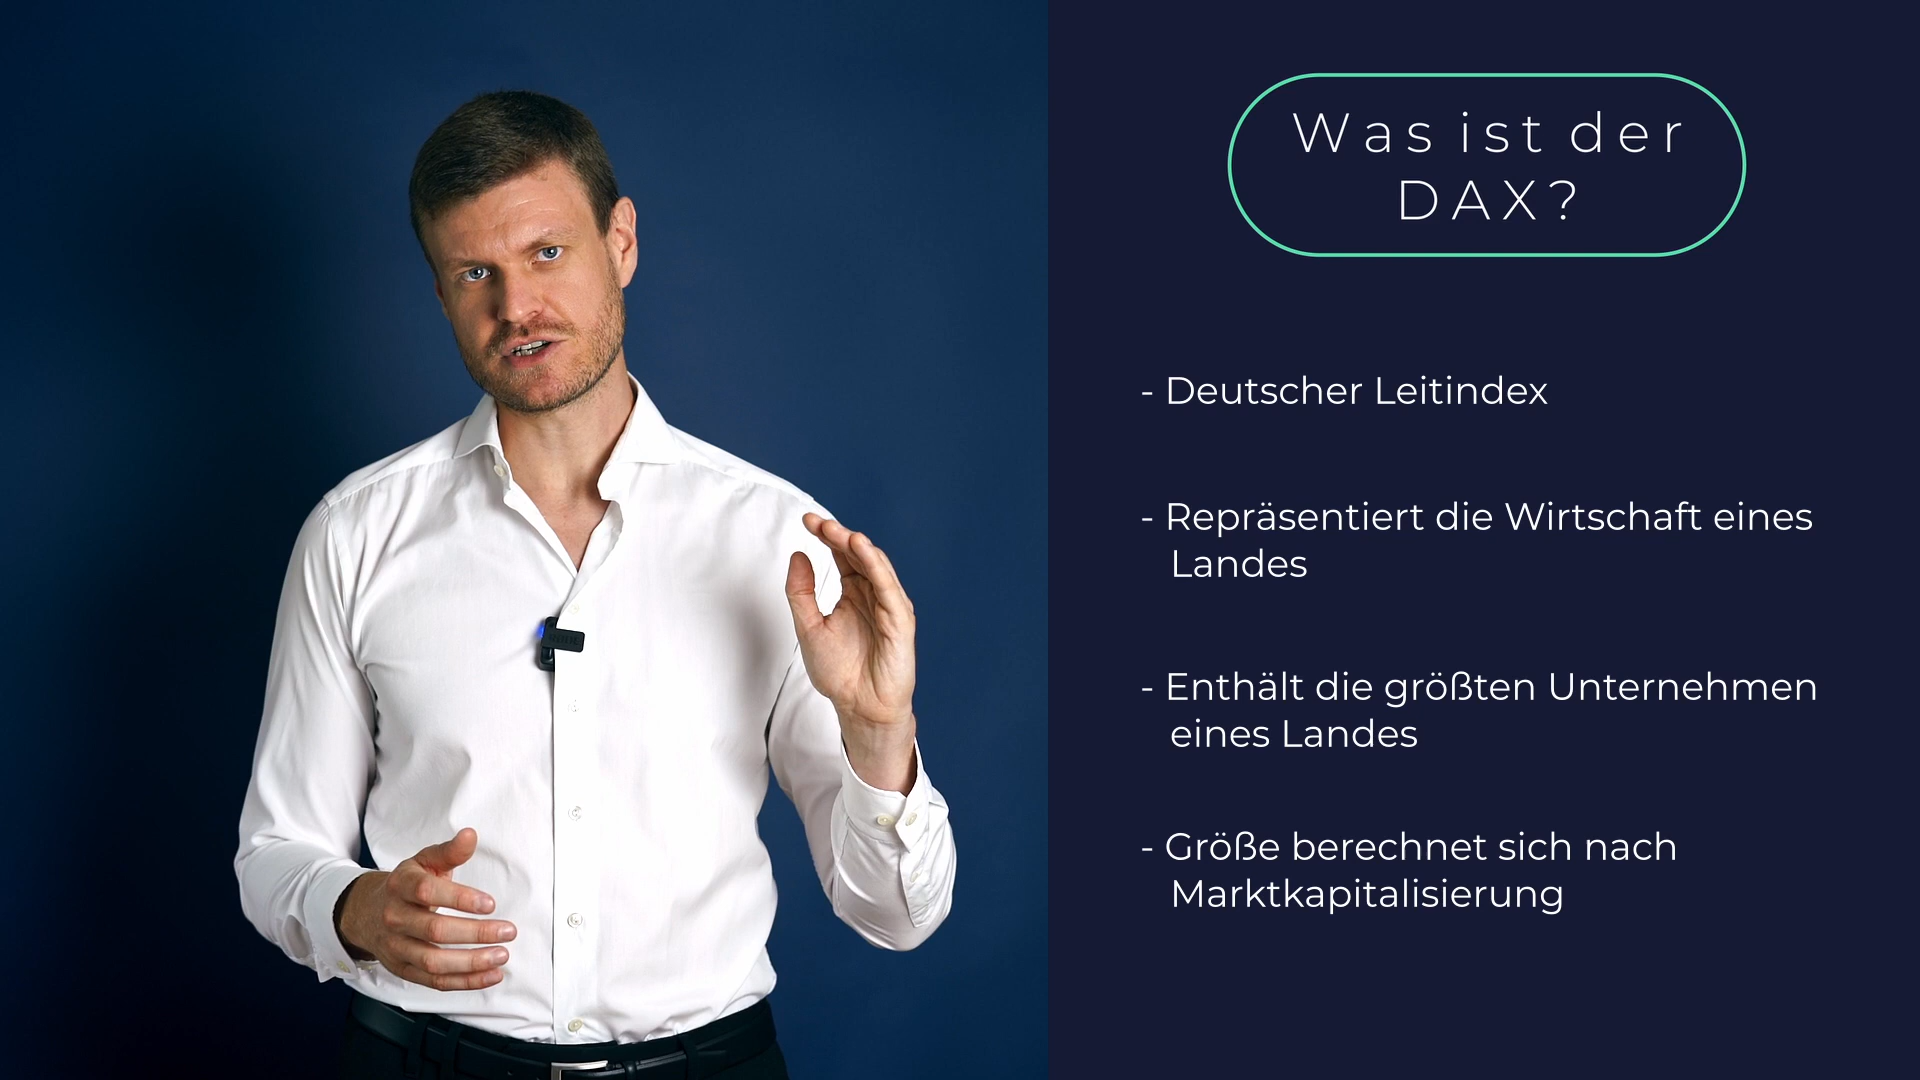 Was ist der
DAX?
- Deutscher Leitindex
- Repräsentiert die Wirtschaft eines
Landes
- Enthält die größten Unternehmen
eines Landes
- Größe berechnet sich nach
Marktkapitalisierung